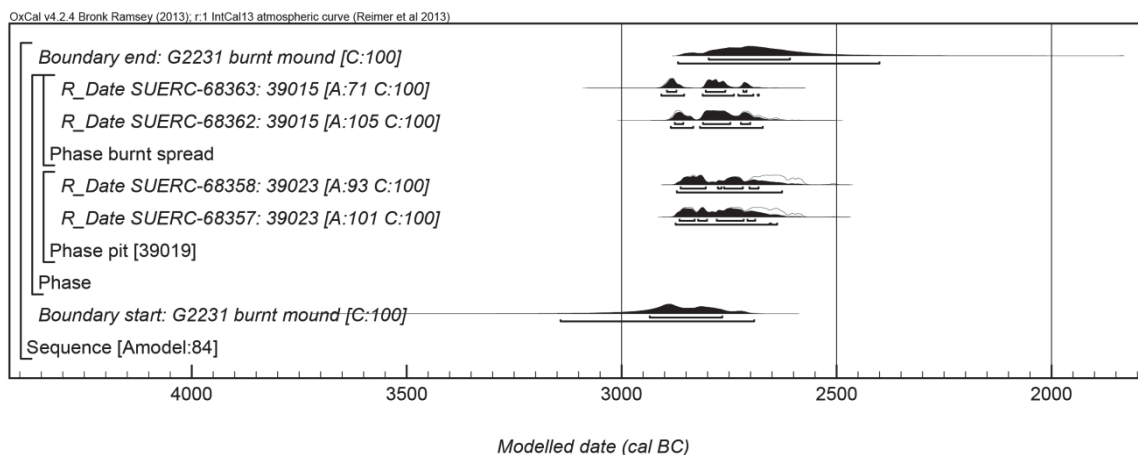 OxCal v4.2.4 Bronk Ramsey (2013); r:1 IntCal13 atmospheric curve (Reimer et al 2013)
Boundary end: G2231 burnt mound [C:100]
R_Date SUERC-68363: 39015 [A:71 C:100]
R_Date SUERC-68362: 39015 [A:105 C:100]
Phase burnt spread
R_Date SUERC-68358: 39023 [A:93 C:100]
R_Date SUERC-68357: 39023 [A:101 C:100]
Phase pit [39019]
Phase
Boundary start: G2231 burnt mound [C:100]
Sequence [Amodel:84]
4000 3500 3000 2500 2000
Modelled date (cal BC)